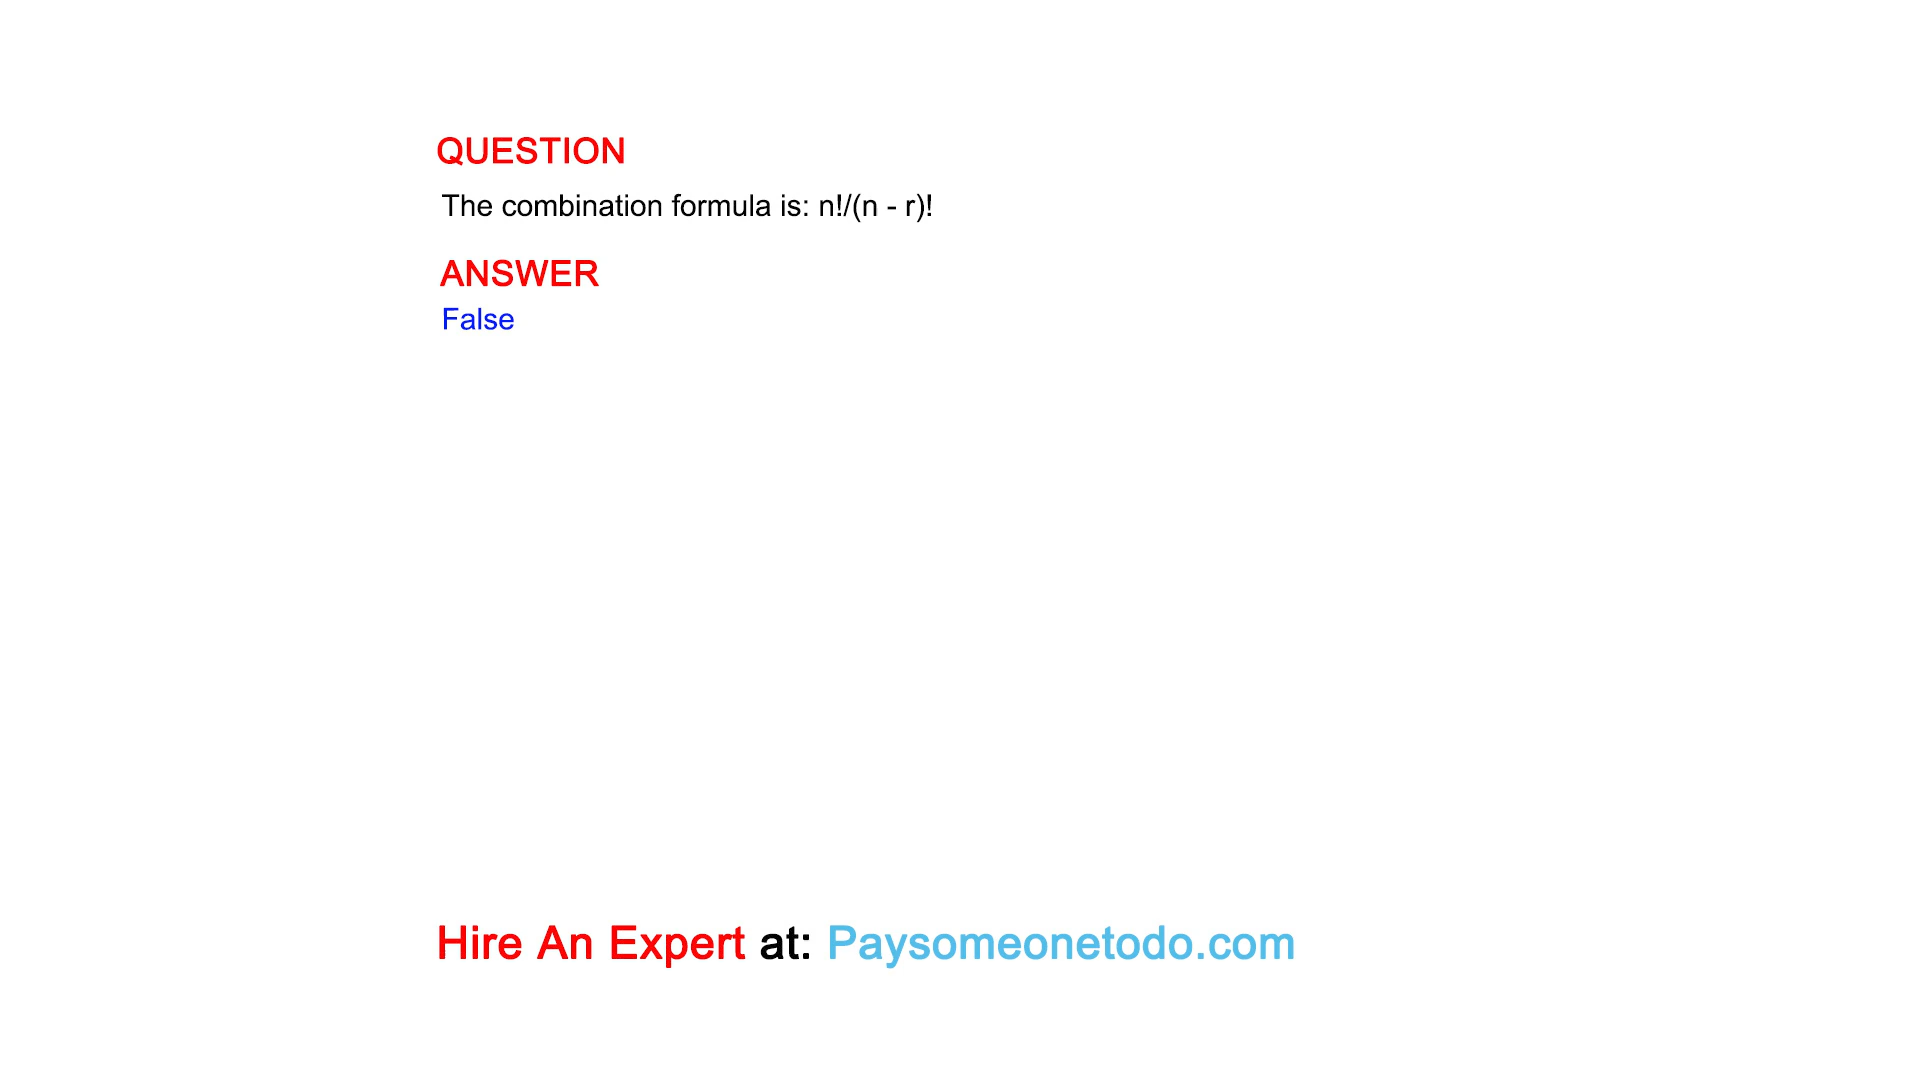 QUESTION
The combination formula is: n!/(n - r)!
ANSWER
False
Hire An Expert at: Paysomeonetodo.com